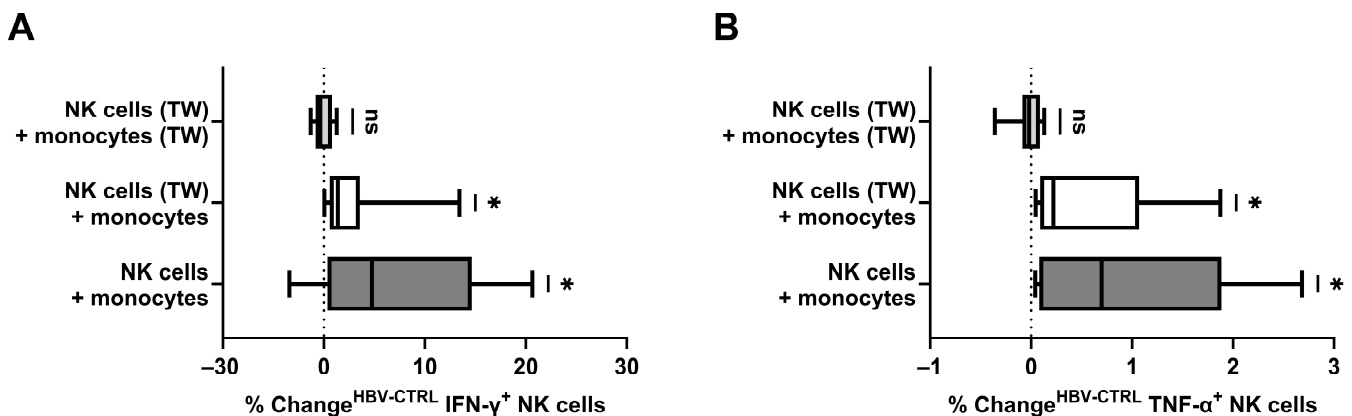 A
NK cells (TW)
+ monocytes (TW)
ns
NK cells (TW)
+ monocytes
*
NK cells
+ monocytes
*
–30 0 10 20 30
% Change^HBV-CTRL IFN-γ⁺ NK cells
B
NK cells (TW)
+ monocytes (TW)
ns
NK cells (TW)
+ monocytes
*
NK cells
+ monocytes
*
–1 0 1 2 3
% Change^HBV-CTRL TNF-α⁺ NK cells